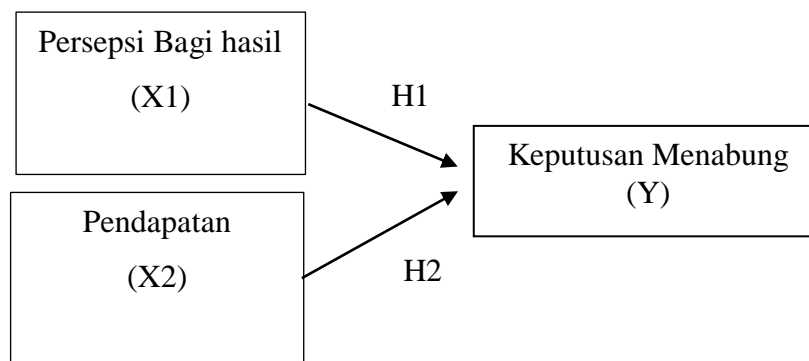 Persepsi Bagi hasil
(X1)
H1
Keputusan Menabung
(Y)
Pendapatan
(X2)
H2